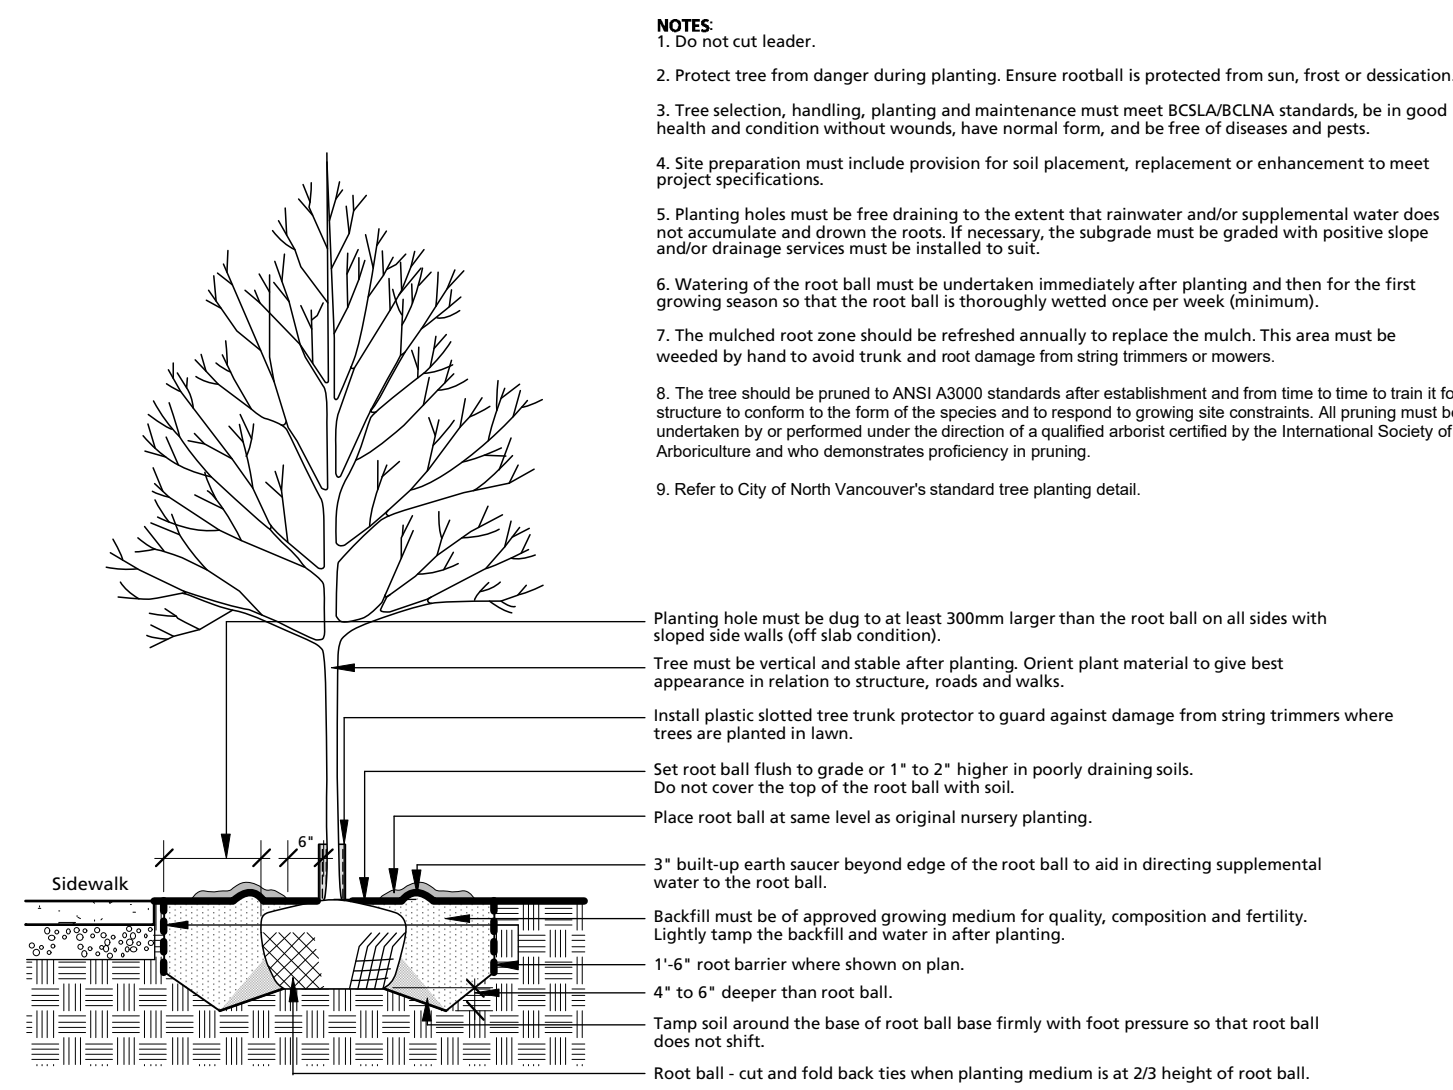 NOTES:
1. Do not cut leader.
2. Protect tree from danger during planting. Ensure rootball is protected from sun, frost or dessication.
3. Tree selection, handling, planting and maintenance must meet BCSLA/BCLNA standards, be in good
health and condition without wounds, have normal form, and be free of diseases and pests.
4. Site preparation must include provision for soil placement, replacement or enhancement to meet
project specifications.
5. Planting holes must be free draining to the extent that rainwater and/or supplemental water does
not accumulate and drown the roots. If necessary, the subgrade must be graded with positive slope
and/or drainage services must be installed to suit.
6. Watering of the root ball must be undertaken immediately after planting and then for the first
growing season so that the root ball is thoroughly wetted once per week (minimum).
7. The mulched root zone should be refreshed annually to replace the mulch. This area must be
weeded by hand to avoid trunk and root damage from string trimmers or mowers.
8. The tree should be pruned to ANSI A3000 standards after establishment and from time to time to train it fo
structure to conform to the form of the species and to respond to growing site constraints. All pruning must b
undertaken by or performed under the direction of a qualified arborist certified by the International Society of
Arboriculture and who demonstrates proficiency in pruning.
9. Refer to City of North Vancouver's standard tree planting detail.
Planting hole must be dug to at least 300mm larger than the root ball on all sides with
sloped side walls (off slab condition).
Tree must be vertical and stable after planting. Orient plant material to give best
appearance in relation to structure, roads and walks.
Install plastic slotted tree trunk protector to guard against damage from string trimmers where
trees are planted in lawn.
Set root ball flush to grade or 1" to 2" higher in poorly draining soils.
Do not cover the top of the root ball with soil.
Place root ball at same level as original nursery planting.
6"
3" built-up earth saucer beyond edge of the root ball to aid in directing supplemental
water to the root ball.
Sidewalk
Backfill must be of approved growing medium for quality, composition and fertility.
Lightly tamp the backfill and water in after planting.
1'-6" root barrier where shown on plan.
4" to 6" deeper than root ball.
Tamp soil around the base of root ball base firmly with foot pressure so that root ball
does not shift.
Root ball - cut and fold back ties when planting medium is at 2/3 height of root ball.